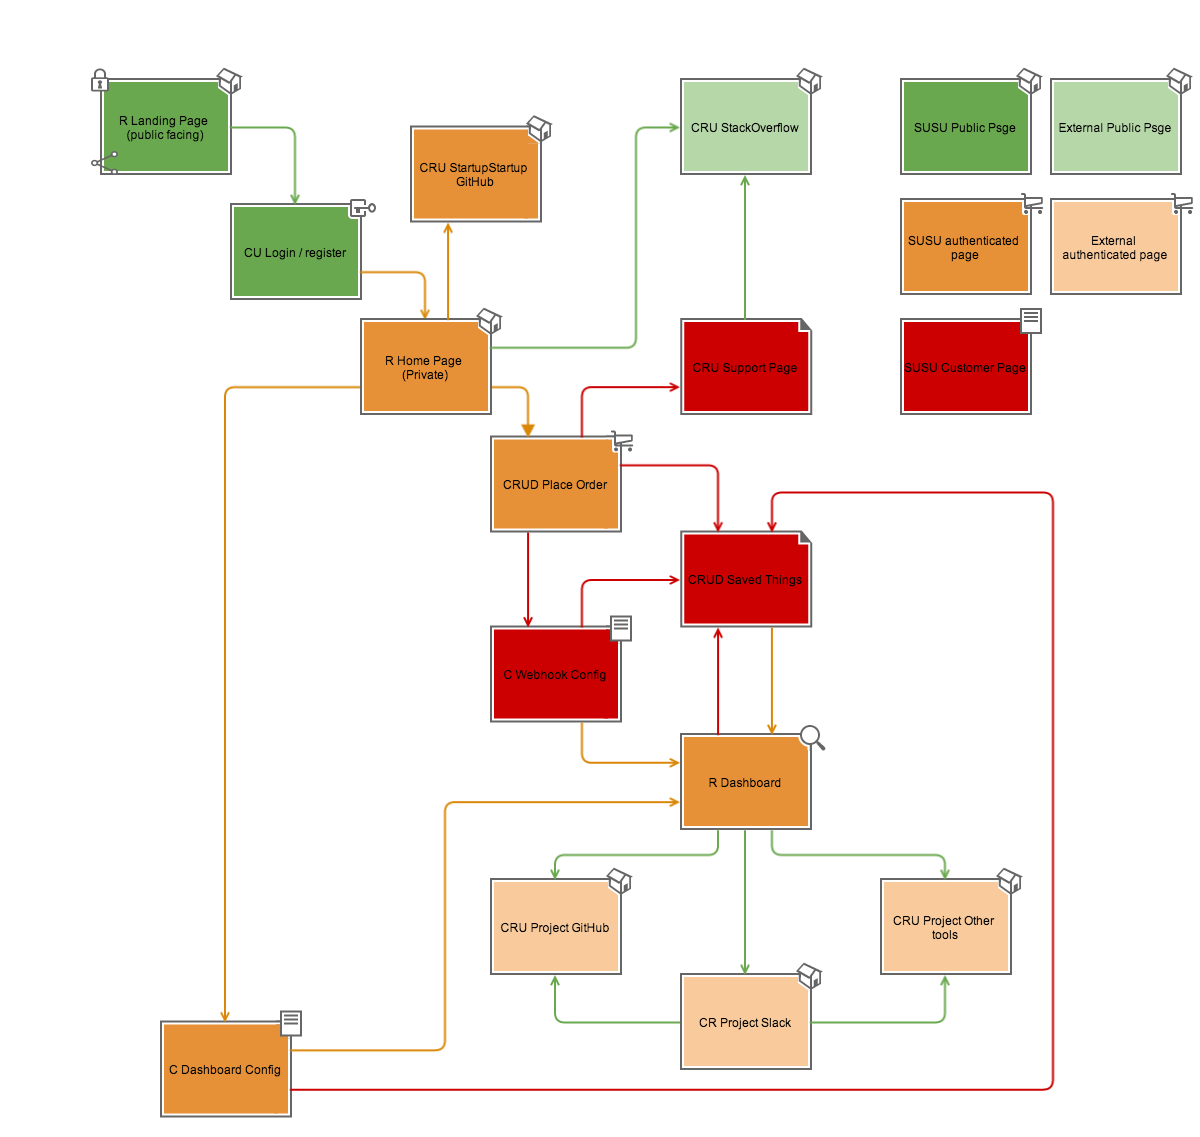 R Landing Page
(public facing)
CRU StackOverflow
SUSU Public Psge
External Public Psge
CRU StartupStartup
GitHub
CU Login / register
SUSU authenticated
page
External
authenticated page
R Home Page
(Private)
CRU Support Page
SUSU Customer Page
CRUD Place Order
CRUD Saved Things
C Webhook Config
R Dashboard
CRU Project GitHub
CRU Project Other
tools
CR Project Slack
C Dashboard Config